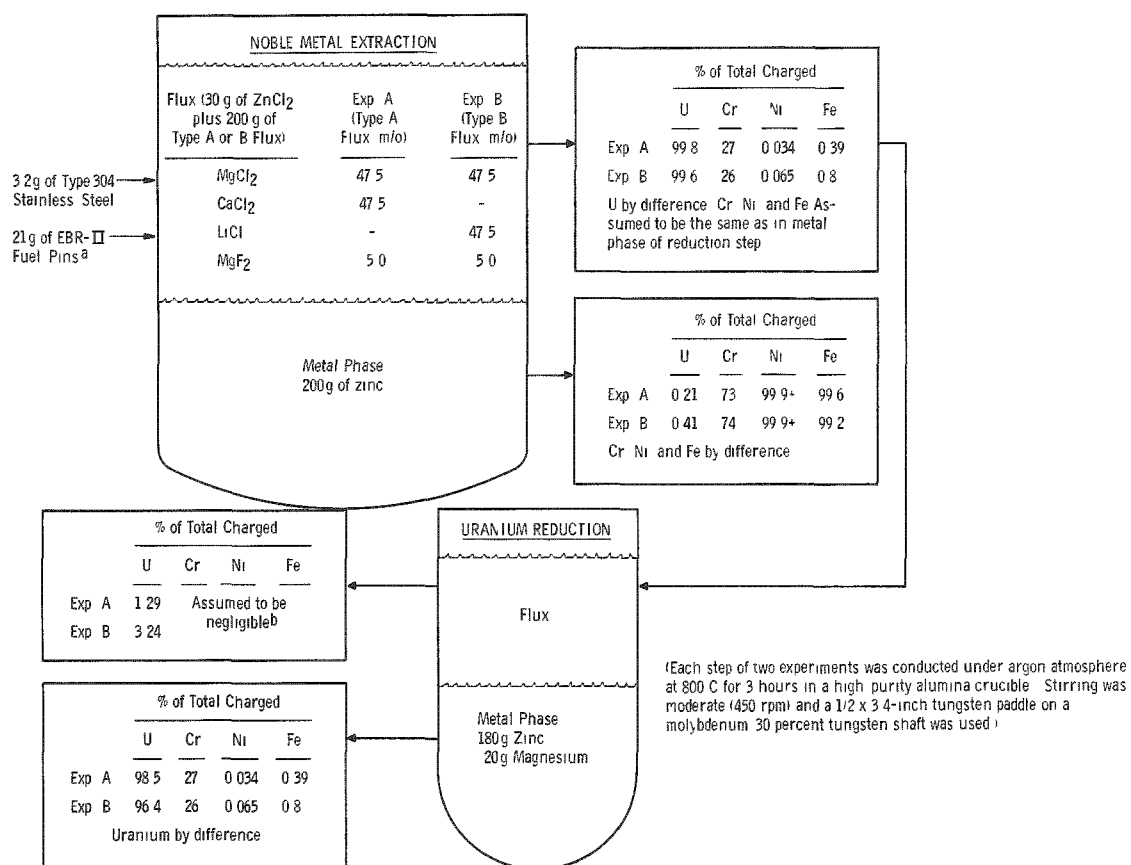 NOBLE METAL EXTRACTION
Flux (30 g of ZnCl2 Exp A Exp B
plus 200 g of (Type A (Type B
Type A or B Flux) Flux m/o) Flux m/o)
MgCl2 47 5 47 5
CaCl2 47 5 -
LiCl - 47 5
MgF2 5 0 5 0
3 2g of Type 304
Stainless Steel
21g of EBR-II
Fuel Pins a
Metal Phase
200g of zinc
% of Total Charged
U Cr Ni Fe
Exp A 99 8 27 0 034 0 39
Exp B 99 6 26 0 065 0 8
U by difference Cr Ni and Fe As-
sumed to be the same as in metal
phase of reduction step
% of Total Charged
U Cr Ni Fe
Exp A 0 21 73 99 9+ 99 6
Exp B 0 41 74 99 9+ 99 2
Cr Ni and Fe by difference
% of Total Charged
U Cr Ni Fe
Exp A 1 29 Assumed to be
Exp B 3 24 negligible b
URANIUM REDUCTION
Flux
Metal Phase
180g Zinc
20g Magnesium
% of Total Charged
U Cr Ni Fe
Exp A 98 5 27 0 034 0 39
Exp B 96 4 26 0 065 0 8
Uranium by difference
(Each step of two experiments was conducted under argon atmosphere
at 800 C for 3 hours in a high purity alumina crucible Stirring was
moderate (450 rpm) and a 1/2 x 3 4-inch tungsten paddle on a
molybdenum 30 percent tungsten shaft was used )